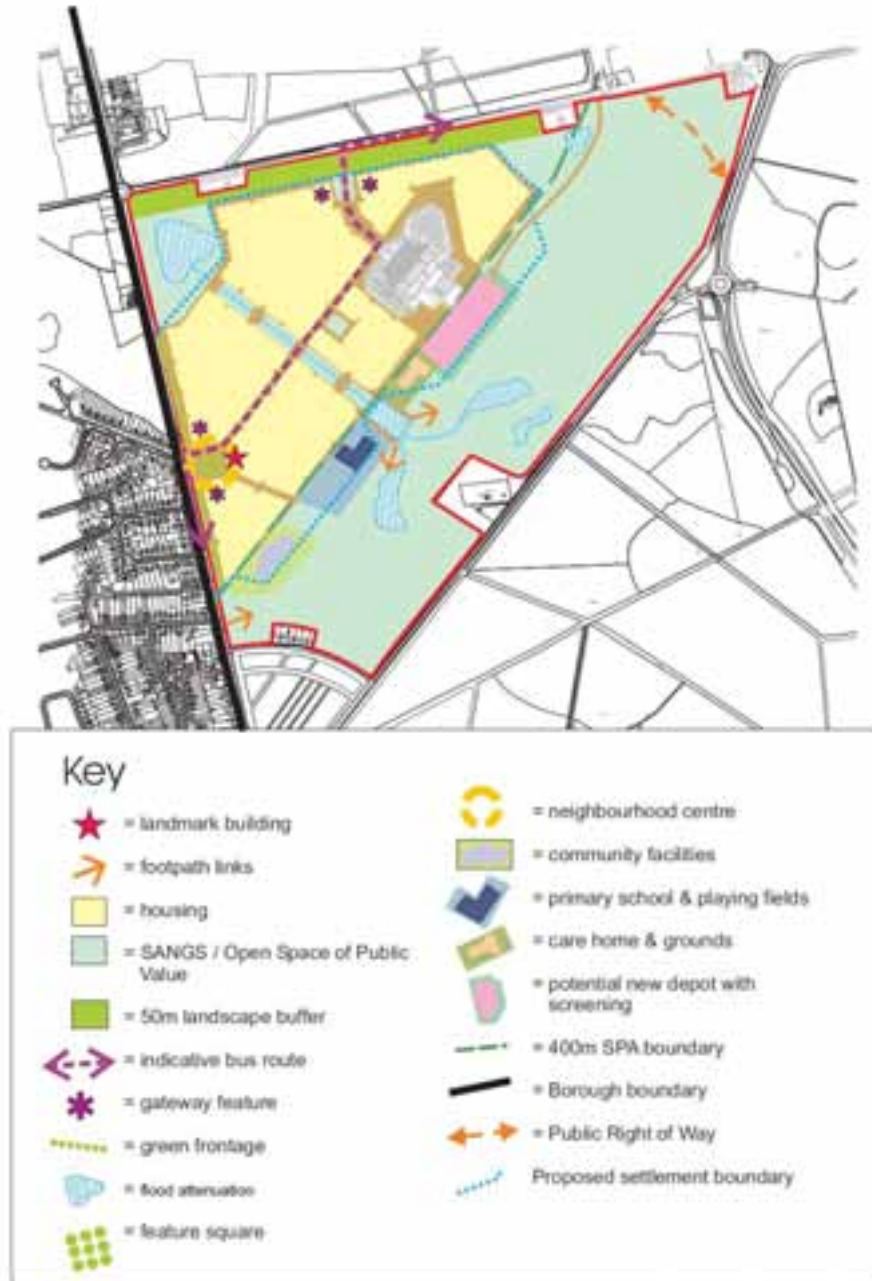 Key
= landmark building
= footpath links
= housing
= SANGS / Open Space of Public
Value
= 50m landscape buffer
= indicative bus route
= gateway feature
= green frontage
= flood attenuation
= feature square
= neighbourhood centre
= community facilities
= primary school & playing fields
= care home & grounds
= potential new depot with
screening
= 400m SPA boundary
= Borough boundary
= Public Right of Way
Proposed settlement boundary